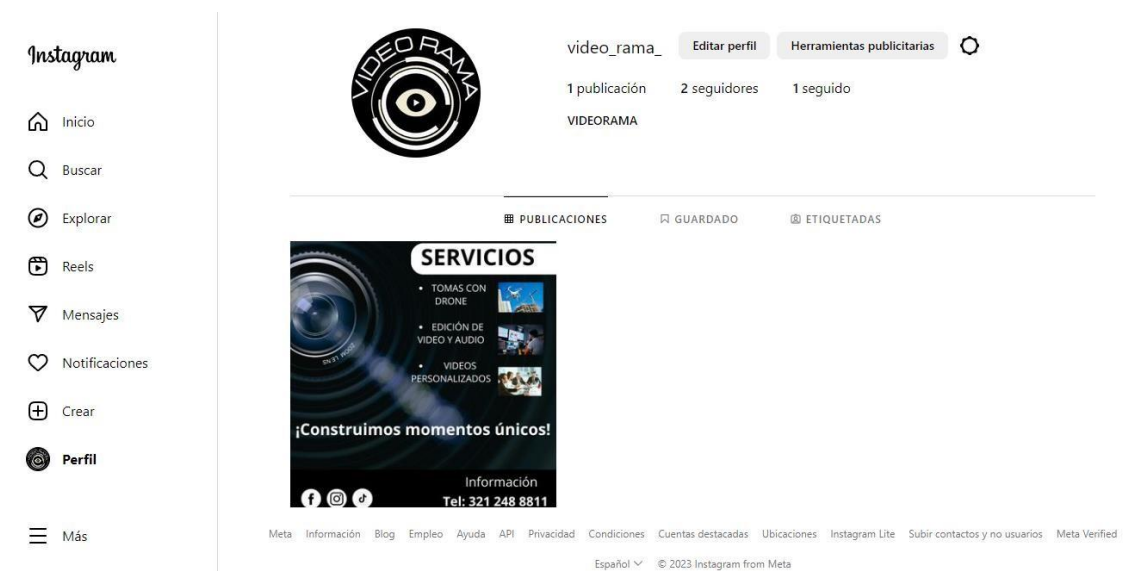 Instagram
Inicio
Buscar
Explorar
Reels
Mensajes
Notificaciones
Crear
Perfil
Más
VIDEO RAMA
video_rama_ Editar perfil Herramientas publicitarias
1 publicación 2 seguidores 1 seguido
VIDEORAMA
PUBLICACIONES GUARDADO ETIQUETADAS
SERVICIOS
• TOMAS CON
DRONE
• EDICIÓN DE
VIDEO Y AUDIO
• VIDEOS
PERSONALIZADOS
ZOOM LENS
¡Construimos momentos únicos!
Información
Tel: 321 248 8811
Meta Información Blog Empleo Ayuda API Privacidad Condiciones Cuentas destacadas Ubicaciones Instagram Lite Subir contactos y no usuarios Meta Verified
Español © 2023 Instagram from Meta